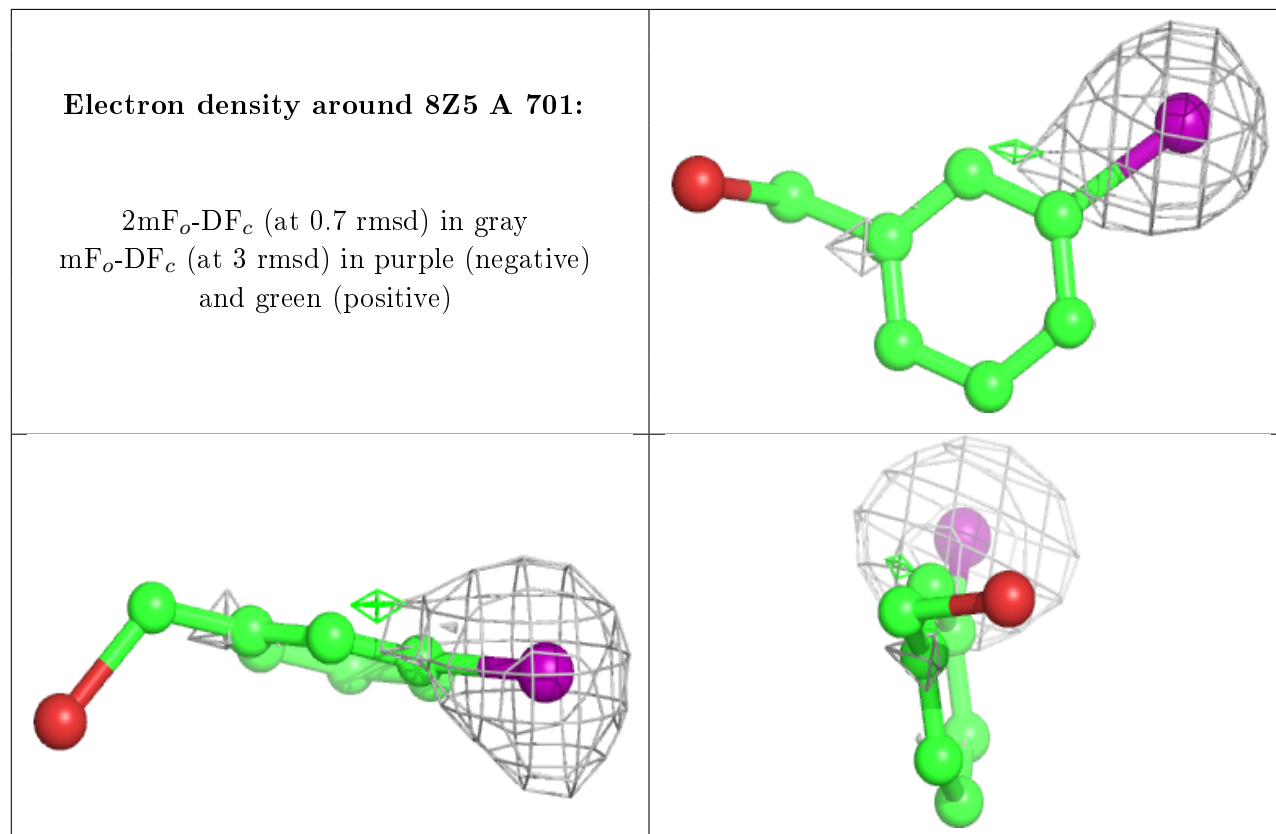 Electron density around 8Z5 A 701:
2mFo-DFc (at 0.7 rmsd) in gray
mFo-DFc (at 3 rmsd) in purple (negative)
and green (positive)